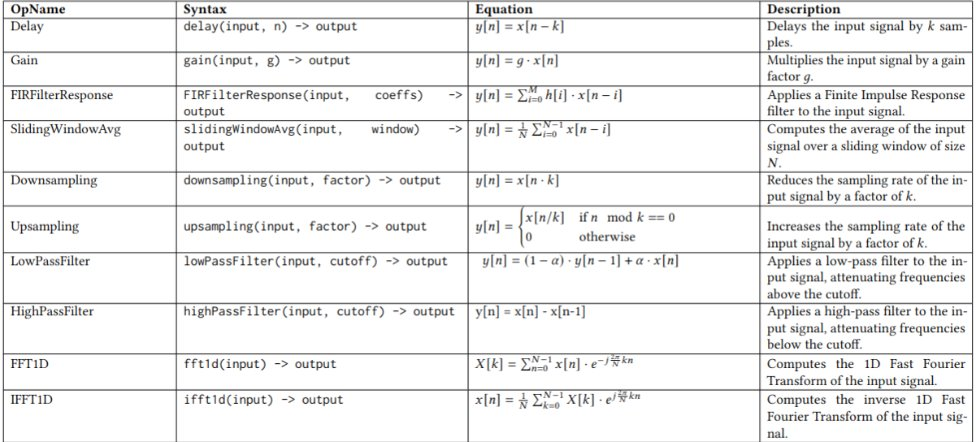 OpName Syntax Equation Description
Delay delay(input, n) -> output y[n] = x[n − k] Delays the input signal by k sam-
ples.
Gain gain(input, g) -> output y[n] = g · x[n] Multiplies the input signal by a gain
factor g.
FIRFilterResponse FIRFilterResponse(input, coeffs) -> y[n] = ∑_{i=0}^{M} h[i] · x[n − i] Applies a Finite Impulse Response
output filter to the input signal.
SlidingWindowAvg slidingWindowAvg(input, window) -> y[n] = 1/N ∑_{i=0}^{N−1} x[n − i] Computes the average of the input
output signal over a sliding window of size
N.
Downsampling downsampling(input, factor) -> output y[n] = x[n · k] Reduces the sampling rate of the in-
put signal by a factor of k.
Upsampling upsampling(input, factor) -> output y[n] = { x[n/k] if n mod k == 0
0 otherwise
Increases the sampling rate of the
input signal by a factor of k.
LowPassFilter lowPassFilter(input, cutoff) -> output y[n] = (1 − α) · y[n − 1] + α · x[n] Applies a low-pass filter to the in-
put signal, attenuating frequencies
above the cutoff.
HighPassFilter highPassFilter(input, cutoff) -> output y[n] = x[n] - x[n-1] Applies a high-pass filter to the in-
put signal, attenuating frequencies
below the cutoff.
FFT1D fft1d(input) -> output X[k] = ∑_{n=0}^{N−1} x[n] · e^{−j 2π/N kn} Computes the 1D Fast Fourier
Transform of the input signal.
IFFT1D ifft1d(input) -> output x[n] = 1/N ∑_{k=0}^{N−1} X[k] · e^{j 2π/N kn} Computes the inverse 1D Fast
Fourier Transform of the input sig-
nal.